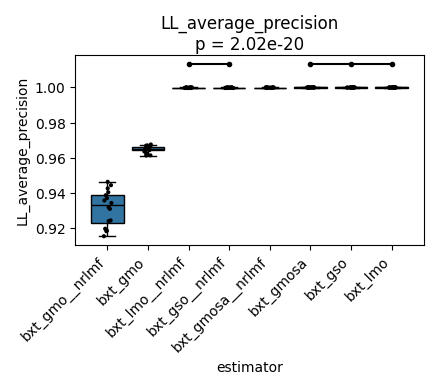 LL_average_precision
p = 2.02e-20
LL_average_precision
1.00
0.98
0.96
0.94
0.92
bxt_gmo__nrlmf
bxt_gmo
bxt_lmo__nrlmf
bxt_gso__nrlmf
bxt_gmosa__nrlmf
bxt_gmosa
bxt_gso
bxt_lmo
estimator